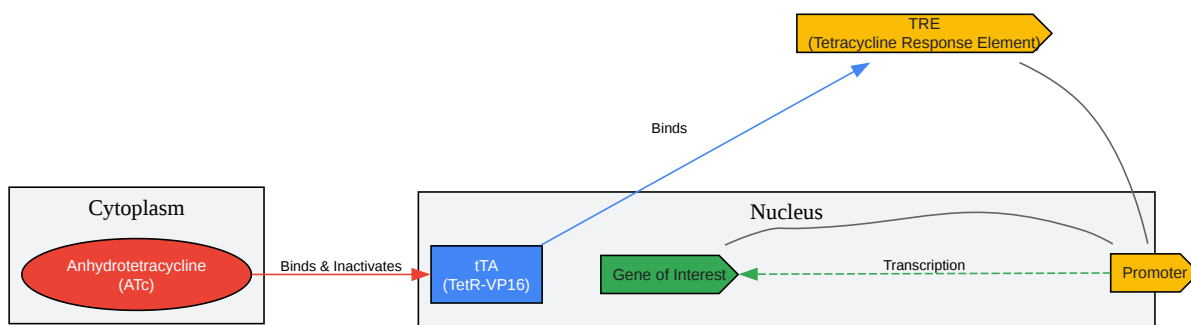 TRE
(Tetracycline Response Element)
Binds
Cytoplasm
Nucleus
Anhydrotetracycline
(ATc)
Binds & Inactivates
tTA
(TetR-VP16)
Gene of Interest
Transcription
Promoter